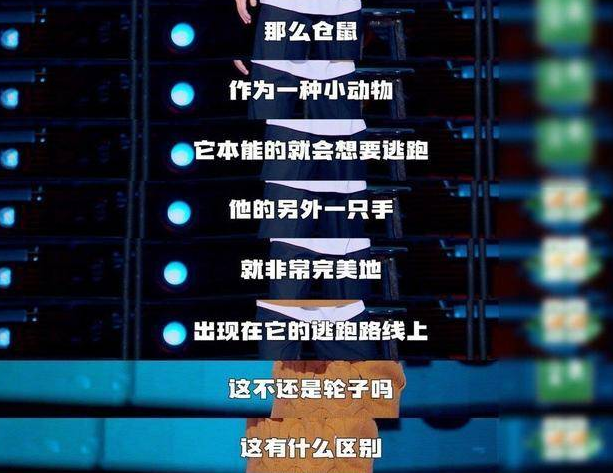 那么仓鼠
作为一种小动物
它本能的就会想要逃跑
他的另外一只手
就非常完美地
出现在它的逃跑路线上
这不还是轮子吗
这有什么区别